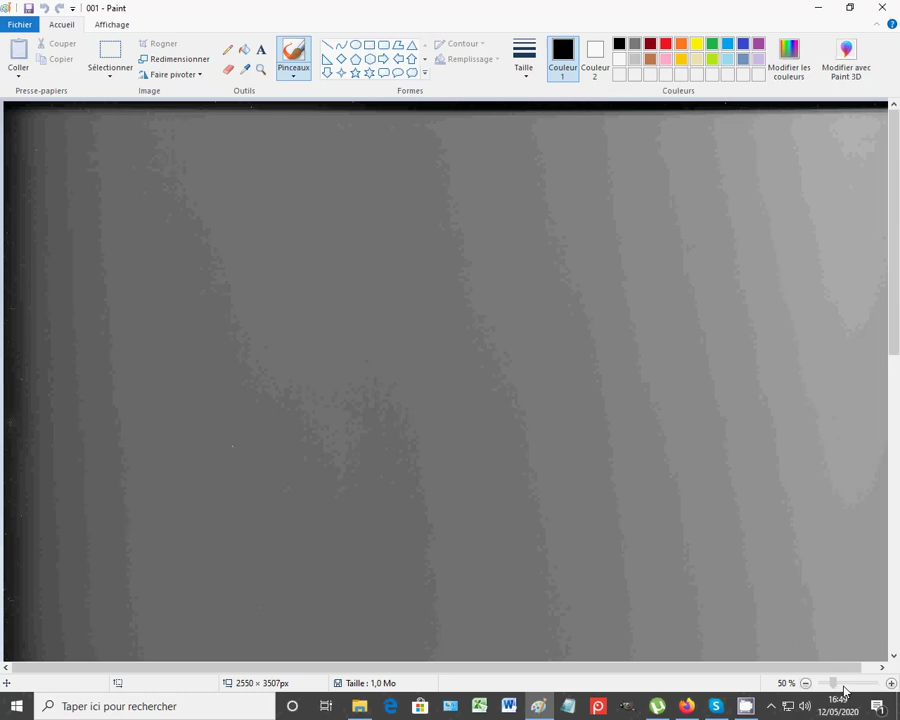 001 - Paint
Fichier Accueil Affichage
Coller
Couper
Copier
Presse-papiers
Sélectionner
Rogner
Redimensionner
Faire pivoter
Image
A
Outils
Pinceaux
Contour
Remplissage
Formes
Taille
Couleur 1
Couleur 2
Modifier les couleurs
Modifier avec Paint 3D
Couleurs
2550 × 3507px
Taille : 1,0 Mo
50 %
Taper ici pour rechercher
16:49
12/05/2020